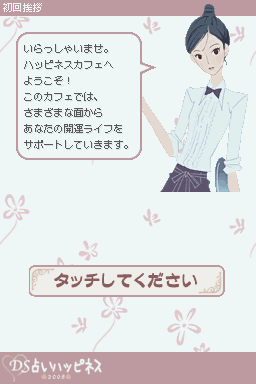 初回挨拶
いらっしゃいませ。
ハッピネスカフェへ
ようこそ!
このカフェでは、
さまざまな面から
あなたの開運ライフを
サポートしていきます。
タッチしてください
DS占いハッピネス
2008